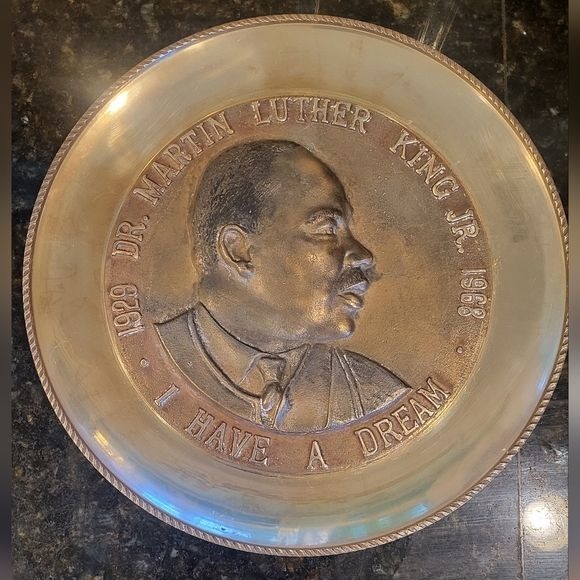 1929 DR. MARTIN LUTHER KING JR., 1968
· I HAVE A DREAM ·